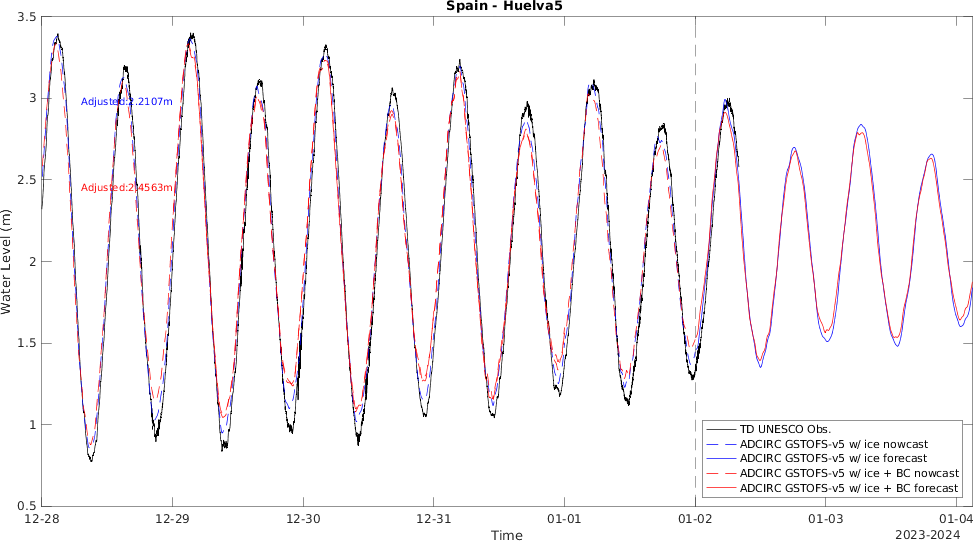 Spain - Huelva5
3.5
3
2.5
2
1.5
1
0.5
Water Level (m)
Adjusted:2.2107m
Adjusted:2.4563m
TD UNESCO Obs.
ADCIRC GSTOFS-v5 w/ ice nowcast
ADCIRC GSTOFS-v5 w/ ice forecast
ADCIRC GSTOFS-v5 w/ ice + BC nowcast
ADCIRC GSTOFS-v5 w/ ice + BC forecast
12-28 12-29 12-30 12-31 01-01 01-02 01-03 01-04
Time
2023-2024